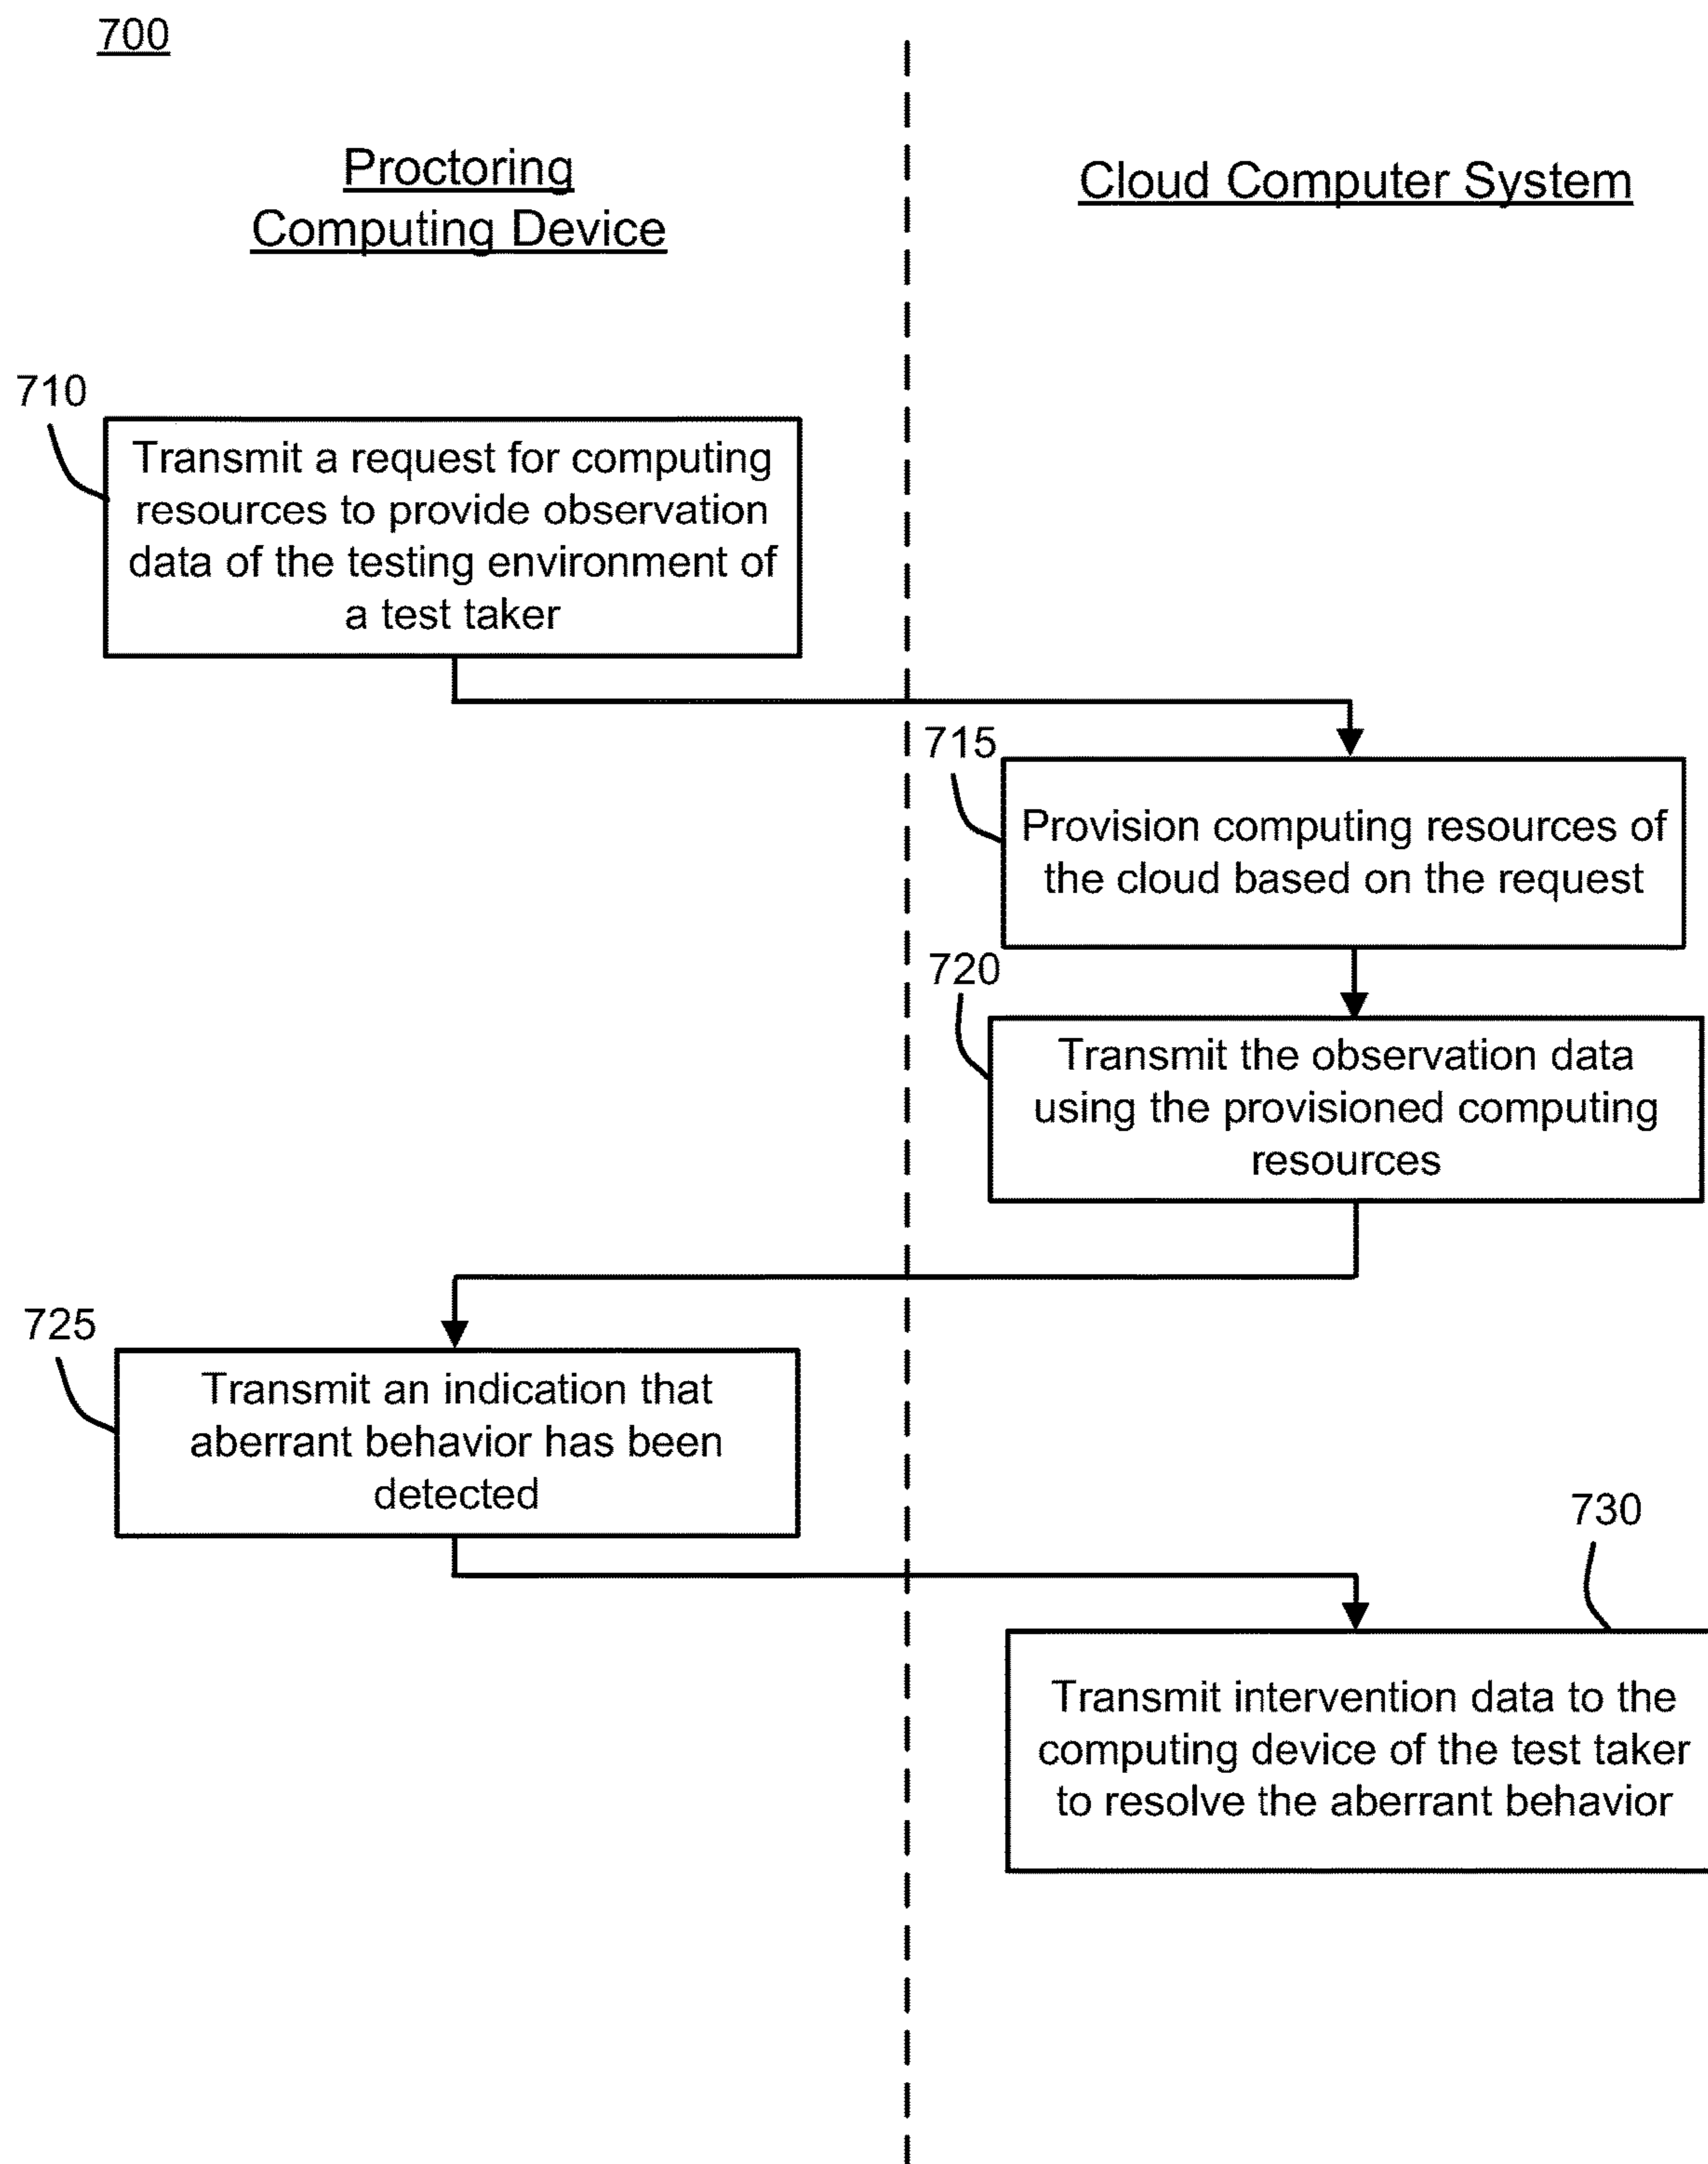 700
Proctoring
Computing Device
Cloud Computer System
710
Transmit a request for computing
resources to provide observation
data of the testing environment of
a test taker
715
Provision computing resources of
the cloud based on the request
720
Transmit the observation data
using the provisioned computing
resources
725
Transmit an indication that
aberrant behavior has been
detected
730
Transmit intervention data to the
computing device of the test taker
to resolve the aberrant behavior